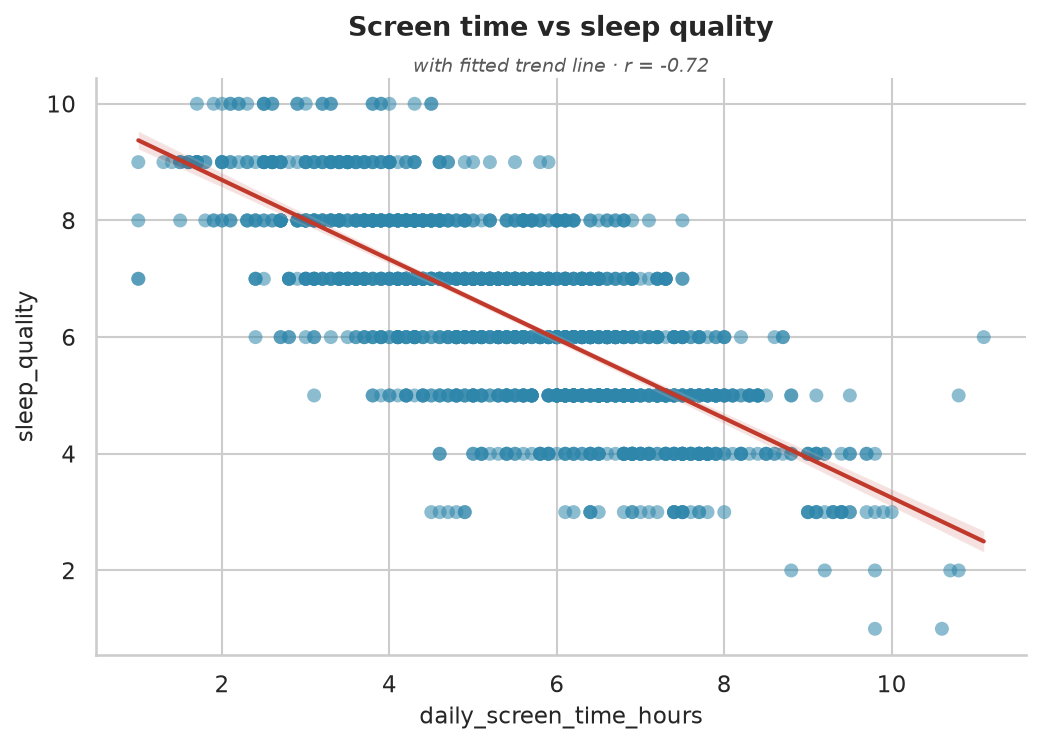 Screen time vs sleep quality
with fitted trend line · r = -0.72
10
8
6
4
2
sleep_quality
2 4 6 8 10
daily_screen_time_hours